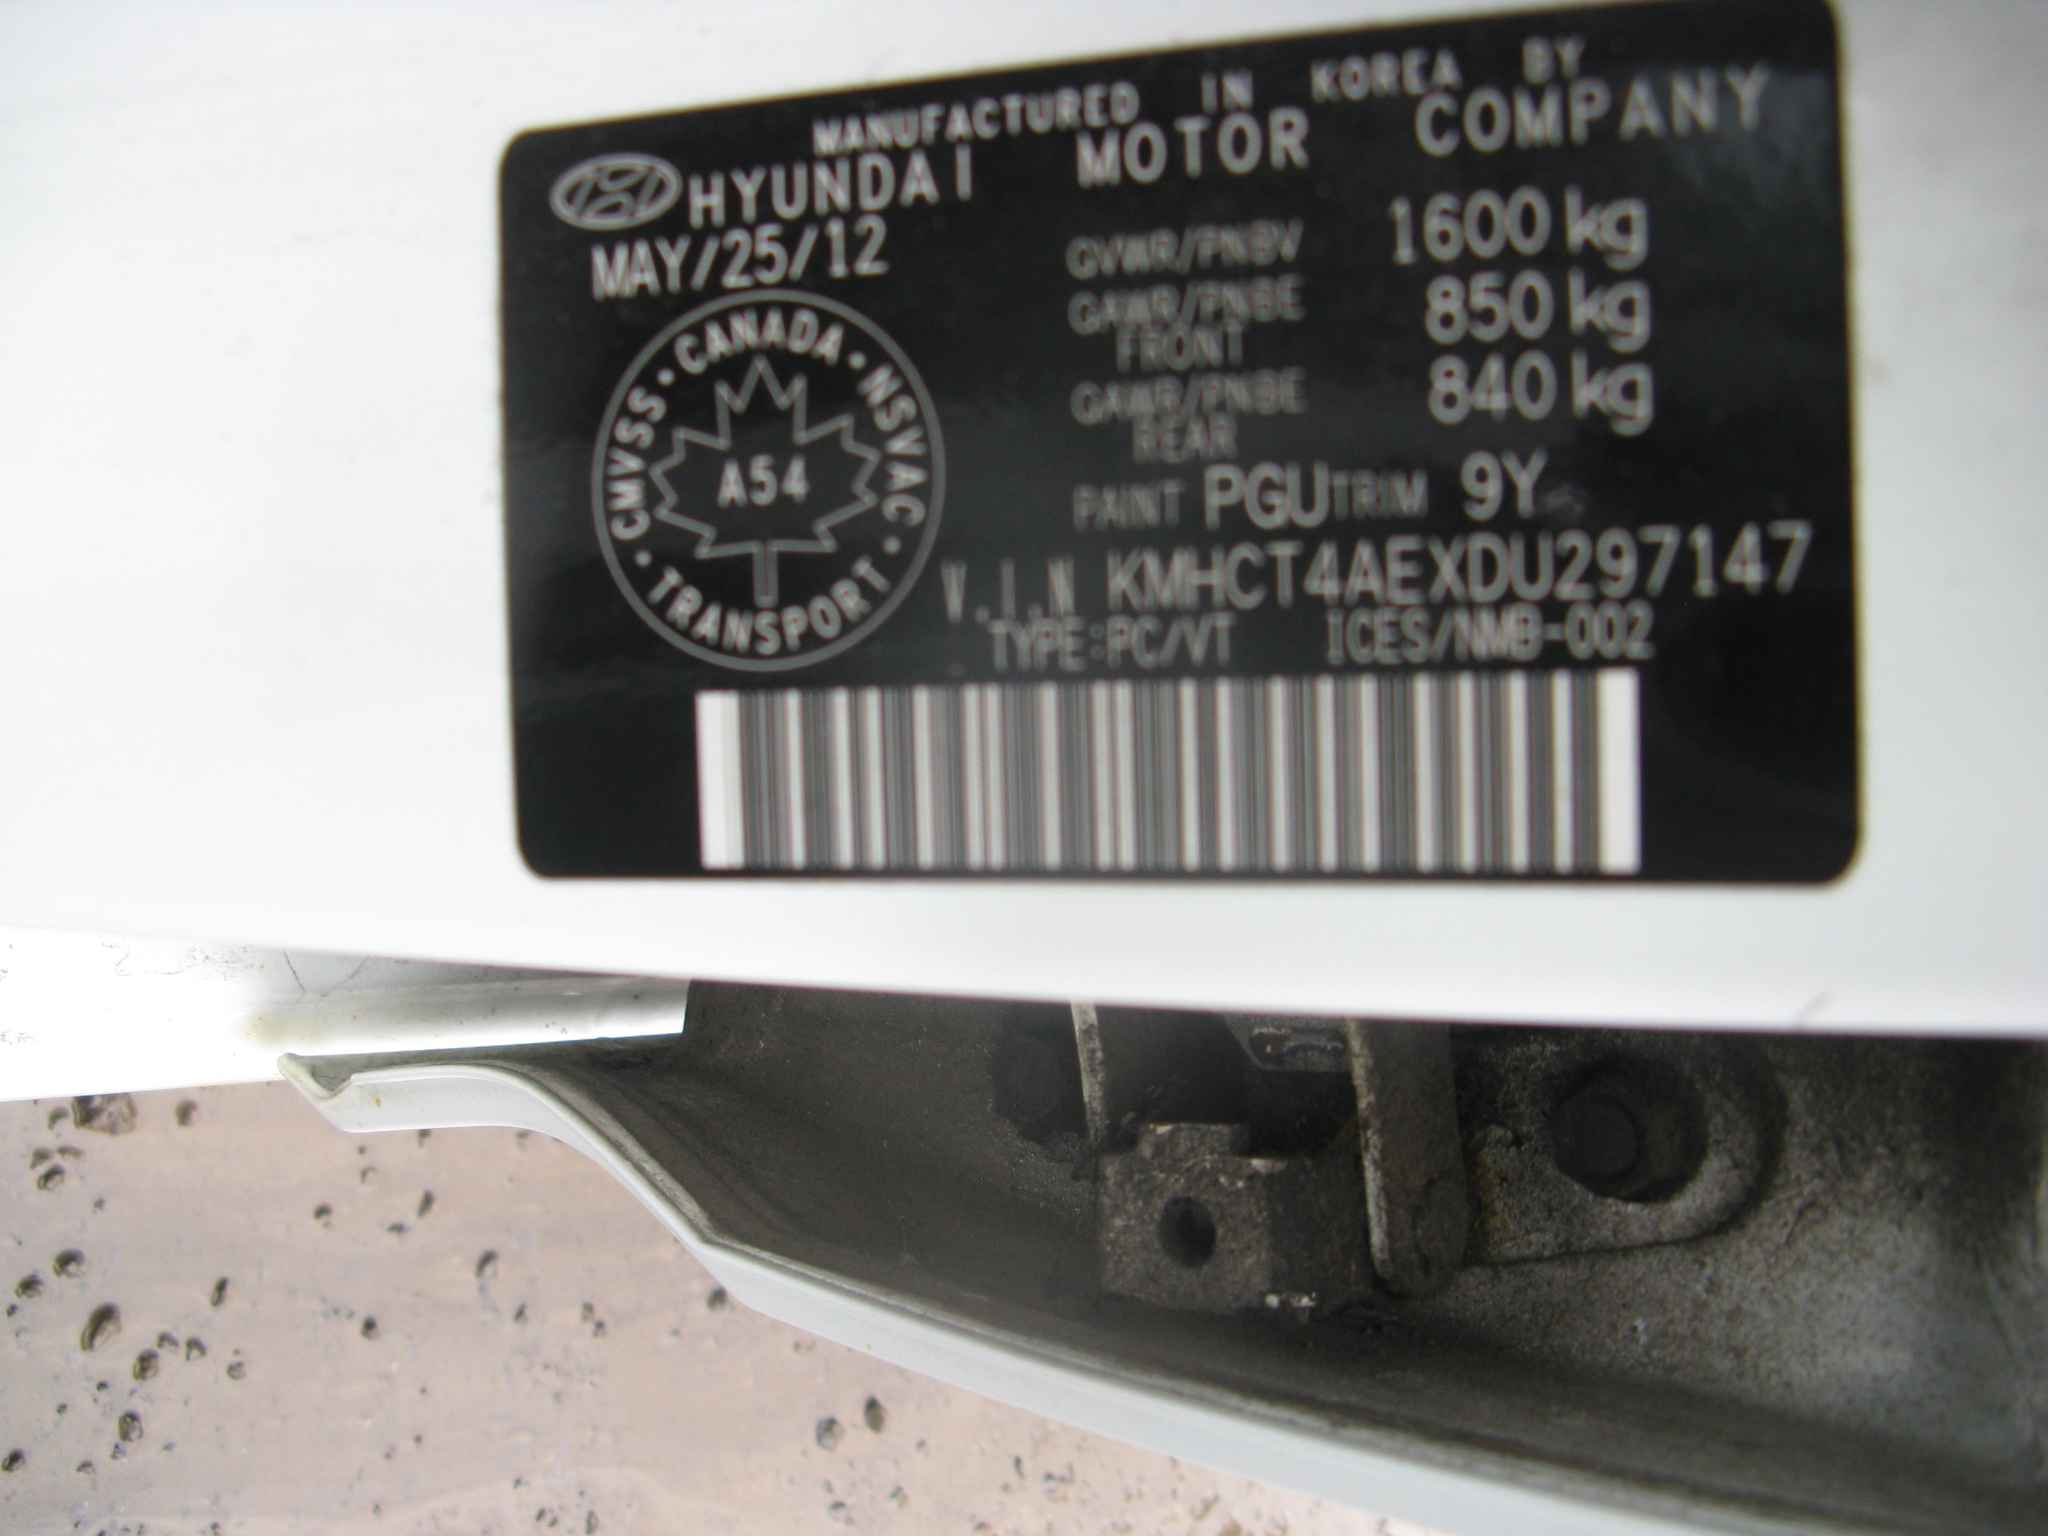 MANUFACTURED IN KOREA BY
HYUNDAI MOTOR COMPANY
MAY/25/12
GVWR/PNBV 1600 kg
GAWR/PNBE FRONT 850 kg
GAWR/PNBE REAR 840 kg
PAINT PGU TRIM 9Y
V.I.N KMHCT4AEXDU297147
TYPE:PC/VT ICES/NMB-002
CMVSS • CANADA • NSVAC • TRANSPORT •
A54